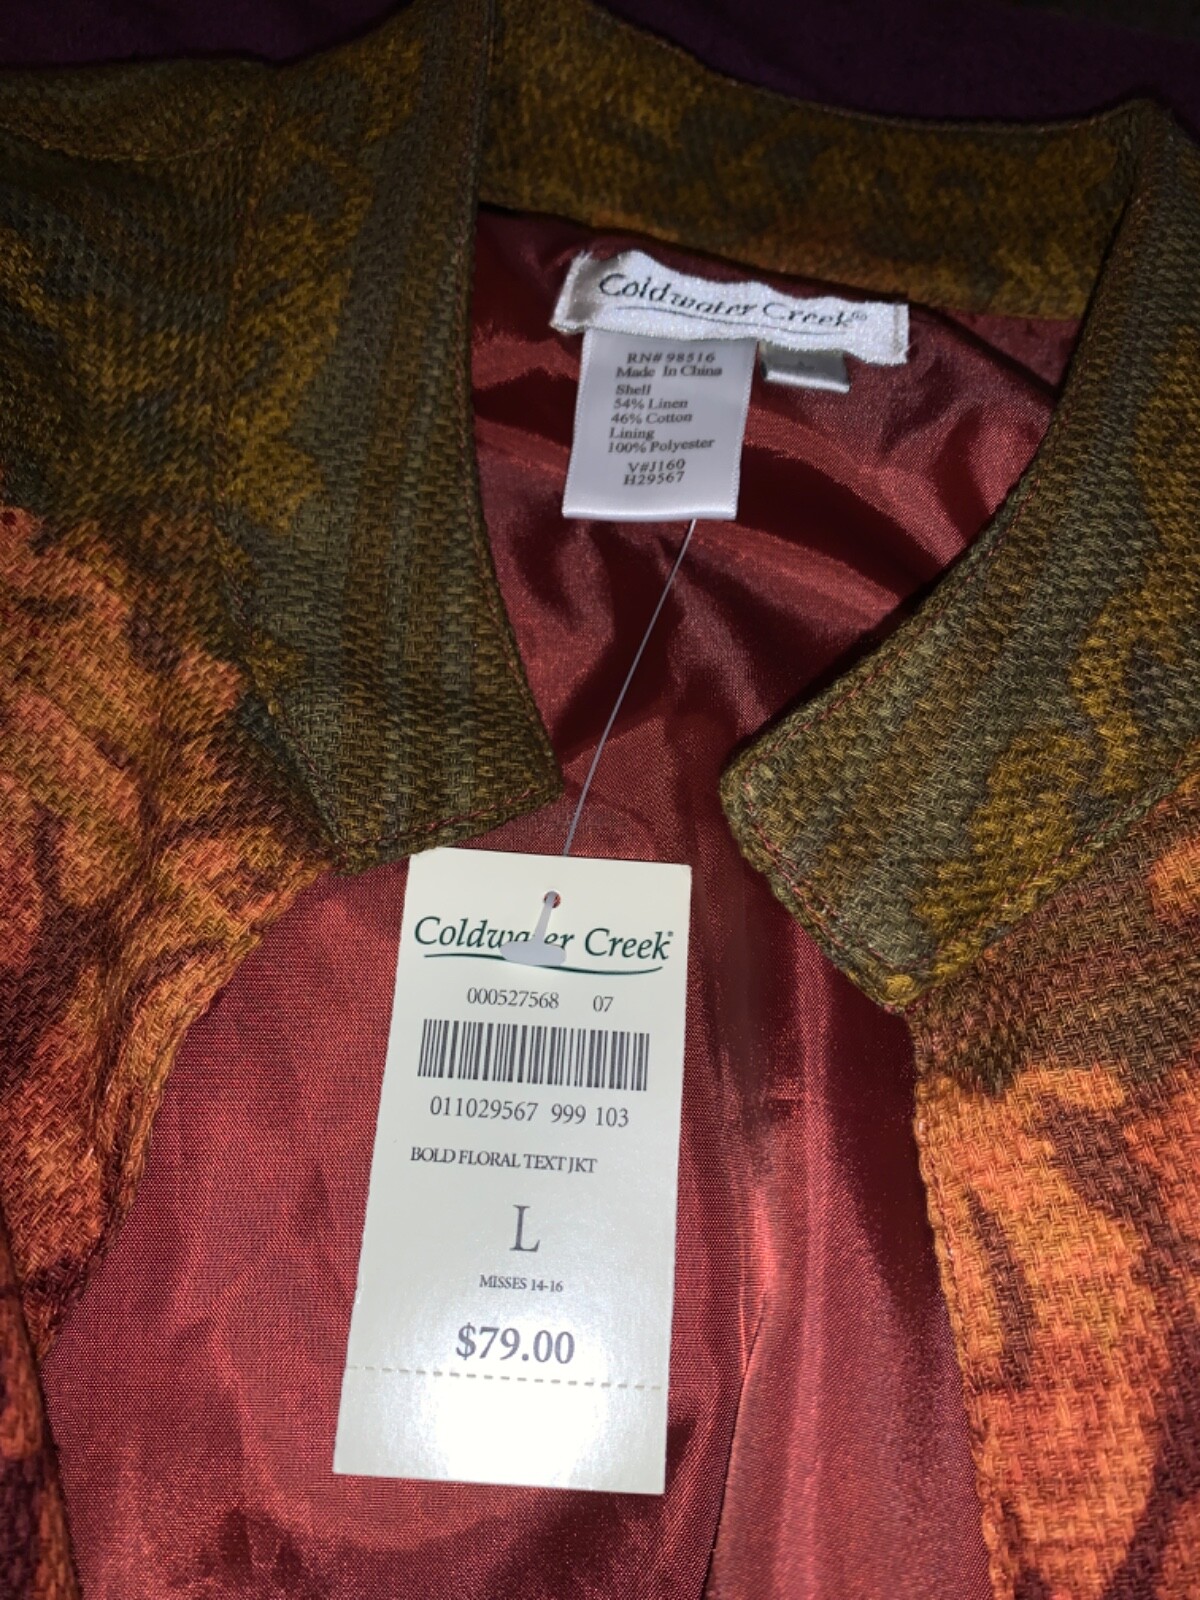 Coldwater Creek®
RN# 98516
Made In China
Shell
54% Linen
46% Cotton
Lining
100% Polyester
V#J160
H29567
Coldwater Creek®
000527568 07
011029567 999 103
BOLD FLORAL TEXT JKT
L
MISSES 14-16
$79.00